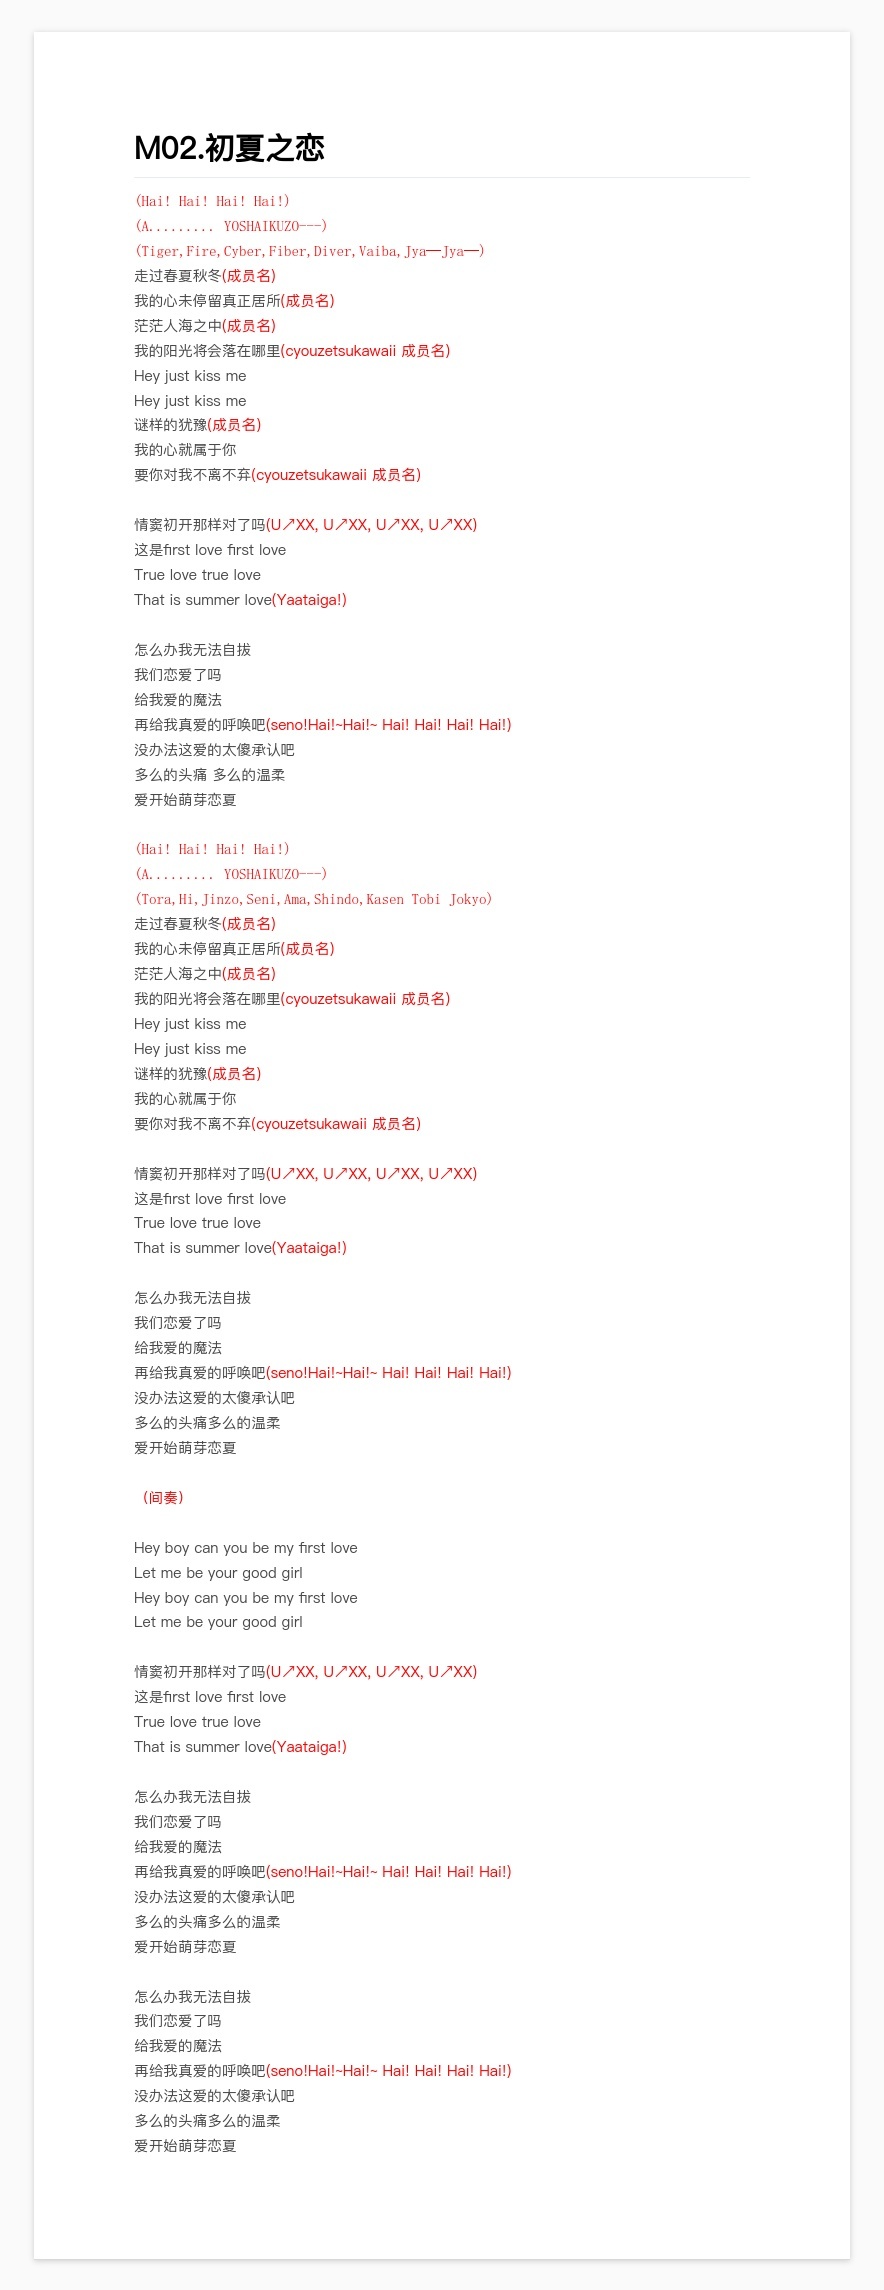 M02.初夏之恋
(Hai! Hai! Hai! Hai!)
(A......... YOSHAIKUZO---)
(Tiger,Fire,Cyber,Fiber,Diver,Vaiba,Jya——Jya——)
走过春夏秋冬(成员名)
我的心未停留真正居所(成员名)
茫茫人海之中(成员名)
我的阳光将会落在哪里(cyouzetsukawaii 成员名)
Hey just kiss me
Hey just kiss me
谜样的犹豫(成员名)
我的心就属于你
要你对我不离不弃(cyouzetsukawaii 成员名)
情窦初开那样对了吗(U↗XX, U↗XX, U↗XX, U↗XX)
这是first love first love
True love true love
That is summer love(Yaataiga!)
怎么办我无法自拔
我们恋爱了吗
给我爱的魔法
再给我真爱的呼唤吧(seno!Hai!~Hai!~ Hai! Hai! Hai! Hai!)
没办法这爱的太傻承认吧
多么的头痛 多么的温柔
爱开始萌芽恋夏
(Hai! Hai! Hai! Hai!)
(A......... YOSHAIKUZO---)
(Tora,Hi,Jinzo,Seni,Ama,Shindo,Kasen Tobi Jokyo)
走过春夏秋冬(成员名)
我的心未停留真正居所(成员名)
茫茫人海之中(成员名)
我的阳光将会落在哪里(cyouzetsukawaii 成员名)
Hey just kiss me
Hey just kiss me
谜样的犹豫(成员名)
我的心就属于你
要你对我不离不弃(cyouzetsukawaii 成员名)
情窦初开那样对了吗(U↗XX, U↗XX, U↗XX, U↗XX)
这是first love first love
True love true love
That is summer love(Yaataiga!)
怎么办我无法自拔
我们恋爱了吗
给我爱的魔法
再给我真爱的呼唤吧(seno!Hai!~Hai!~ Hai! Hai! Hai! Hai!)
没办法这爱的太傻承认吧
多么的头痛多么的温柔
爱开始萌芽恋夏
（间奏）
Hey boy can you be my first love
Let me be your good girl
Hey boy can you be my first love
Let me be your good girl
情窦初开那样对了吗(U↗XX, U↗XX, U↗XX, U↗XX)
这是first love first love
True love true love
That is summer love(Yaataiga!)
怎么办我无法自拔
我们恋爱了吗
给我爱的魔法
再给我真爱的呼唤吧(seno!Hai!~Hai!~ Hai! Hai! Hai! Hai!)
没办法这爱的太傻承认吧
多么的头痛多么的温柔
爱开始萌芽恋夏
怎么办我无法自拔
我们恋爱了吗
给我爱的魔法
再给我真爱的呼唤吧(seno!Hai!~Hai!~ Hai! Hai! Hai! Hai!)
没办法这爱的太傻承认吧
多么的头痛多么的温柔
爱开始萌芽恋夏